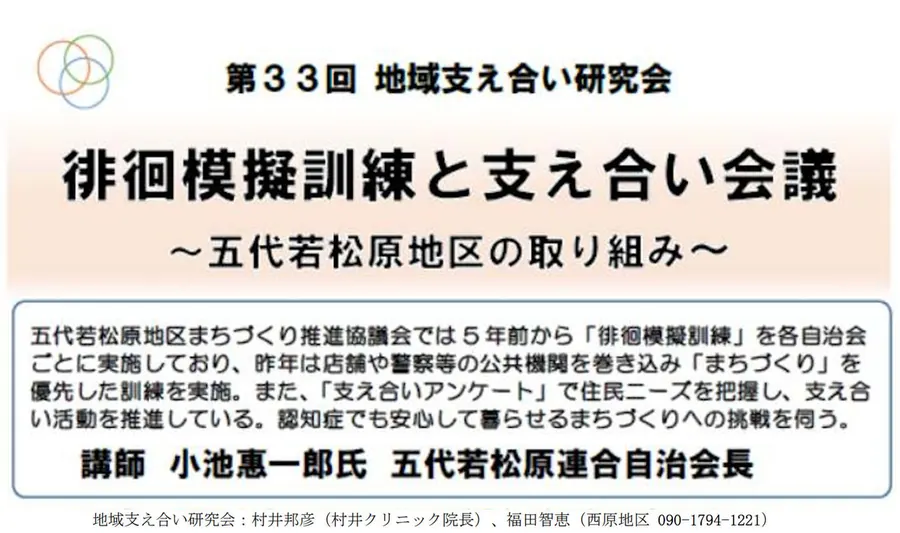 第３３回 地域支え合い研究会
徘徊模擬訓練と支え合い会議
～五代若松原地区の取り組み～
五代若松原地区まちづくり推進協議会では５年前から「徘徊模擬訓練」を各自治会
ごとに実施しており、昨年は店舗や警察等の公共機関を巻き込み「まちづくり」を
優先した訓練を実施。また、「支え合いアンケート」で住民ニーズを把握し、支え合
い活動を推進している。認知症でも安心して暮らせるまちづくりへの挑戦を伺う。
講師 小池惠一郎氏 五代若松原連合自治会長
地域支え合い研究会：村井邦彦（村井クリニック院長）、福田智恵（西原地区 090-1794-1221）